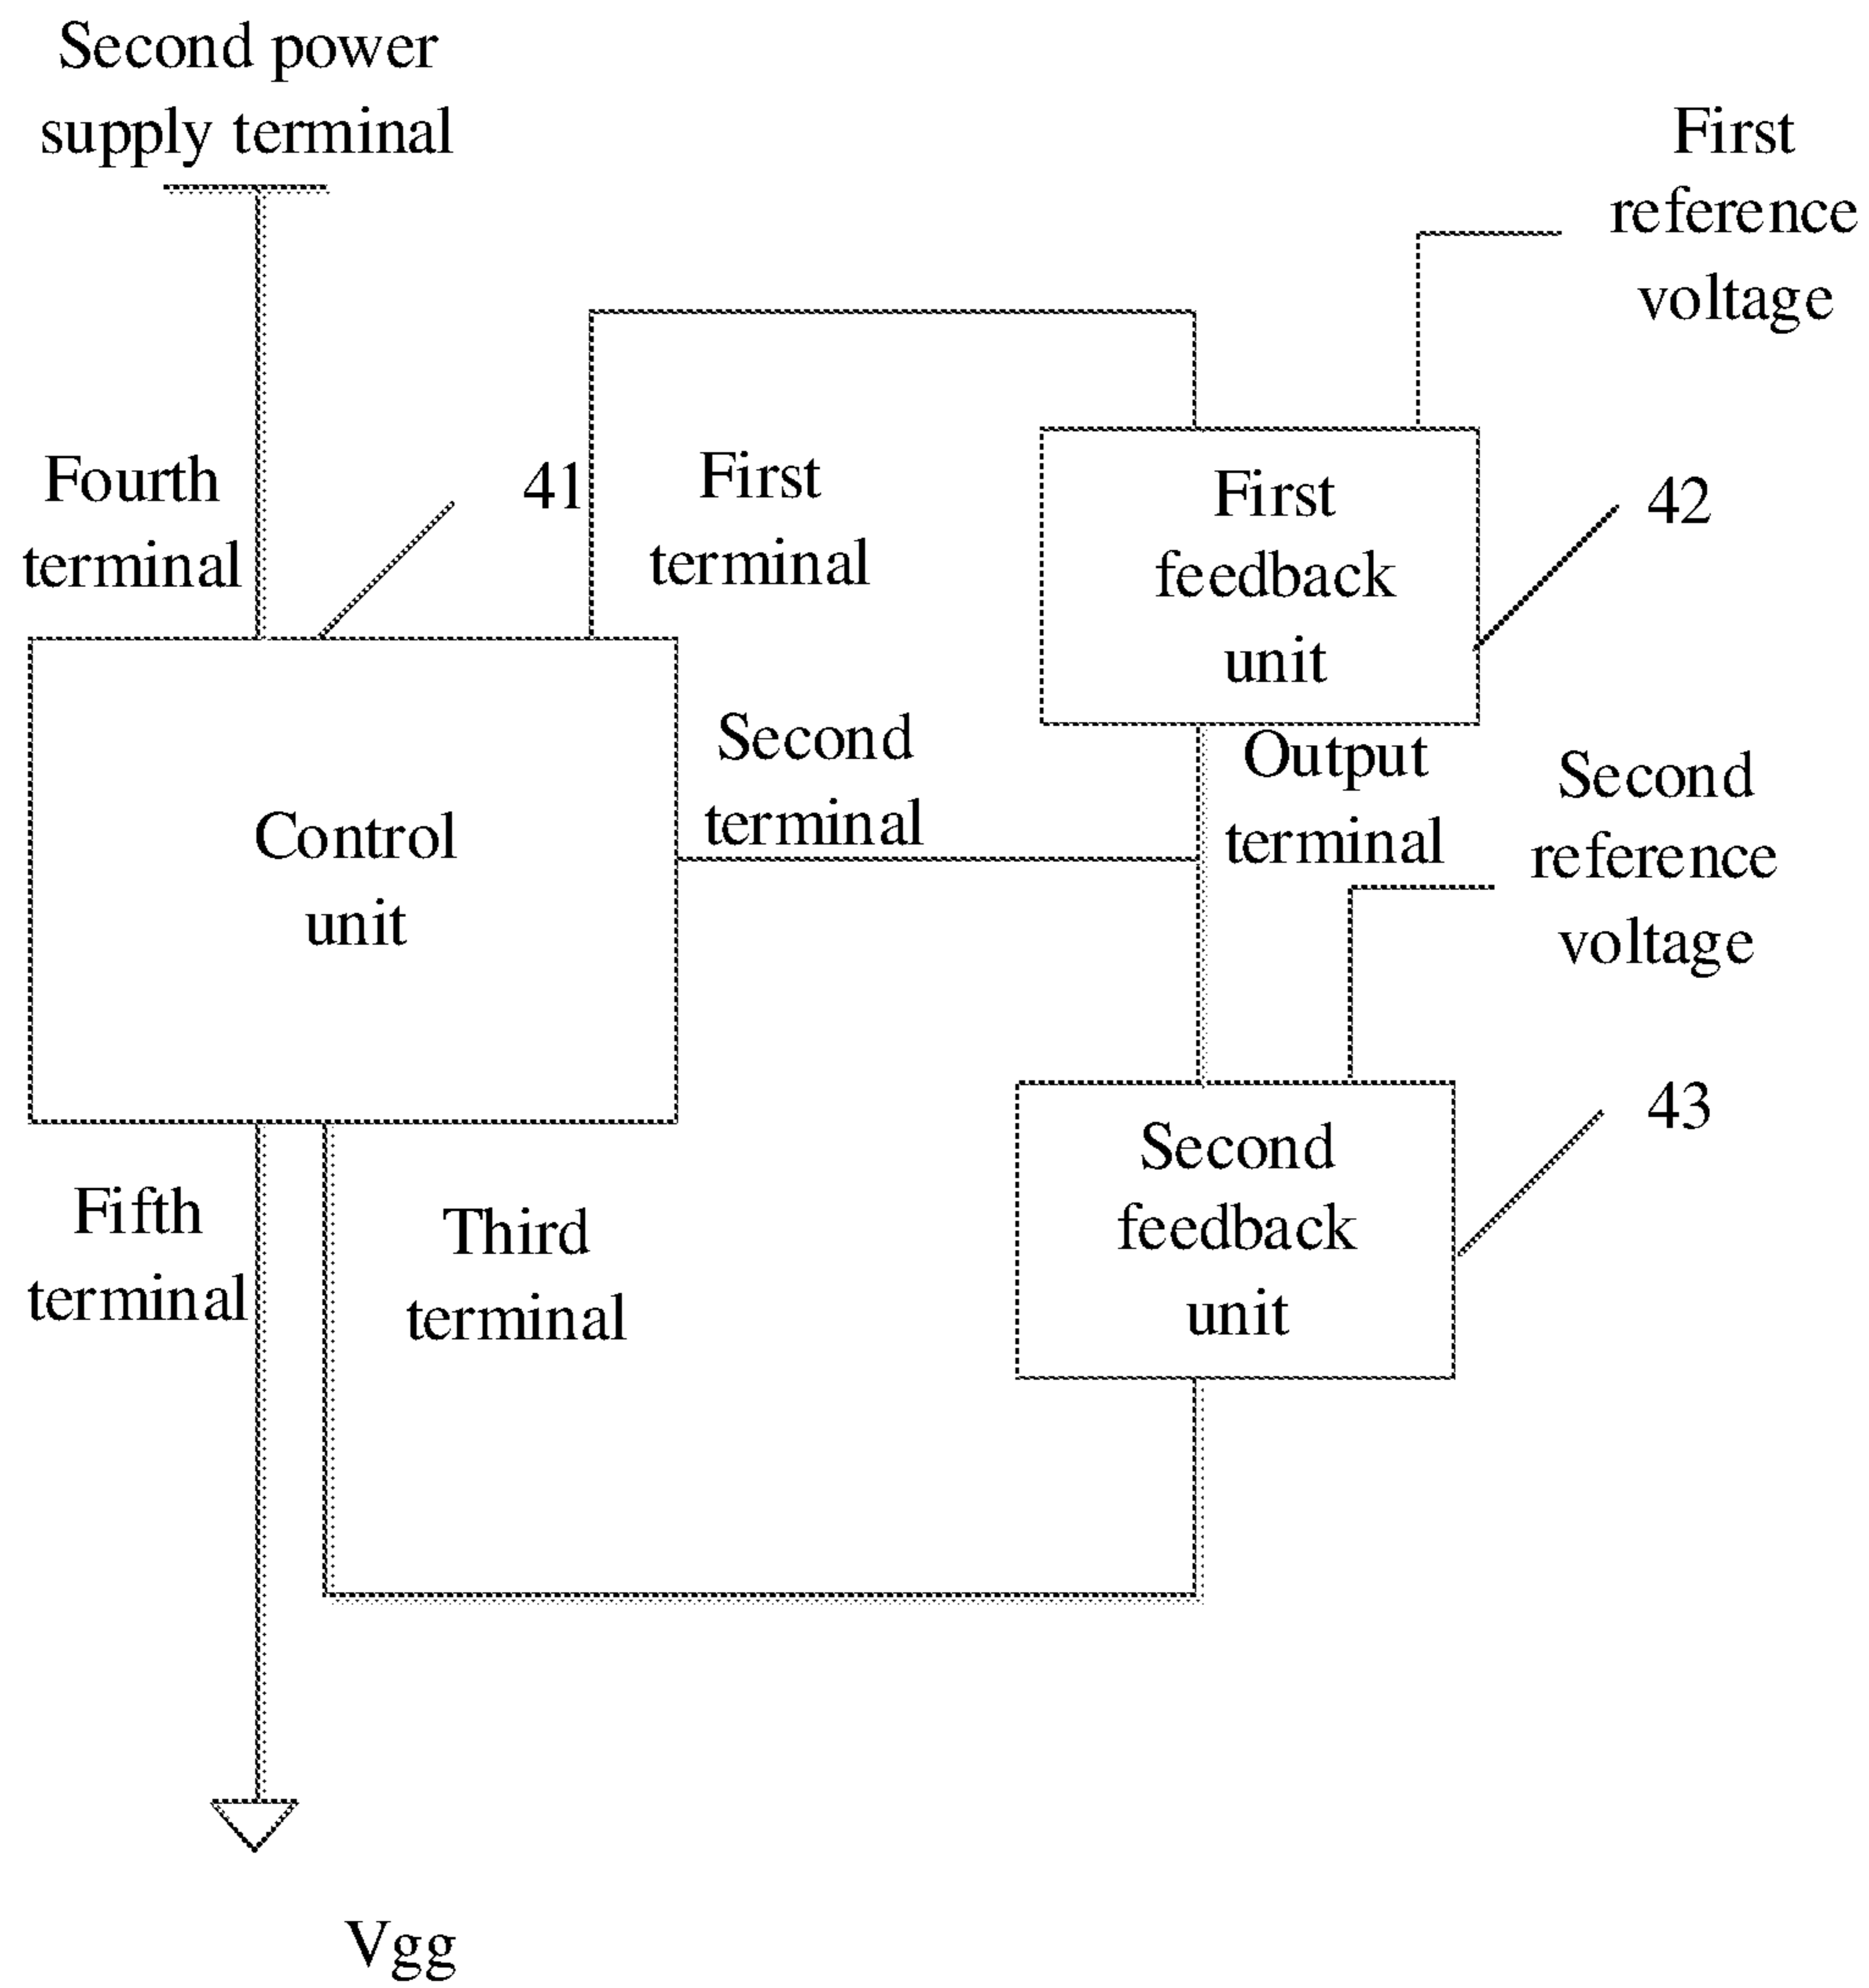 Second power
supply terminal
First
reference
voltage
Fourth
terminal
41
First
terminal
First
feedback
unit
42
Second
terminal
Output
terminal
Second
reference
voltage
Control
unit
Second
feedback
unit
43
Fifth
terminal
Third
terminal
Vgg